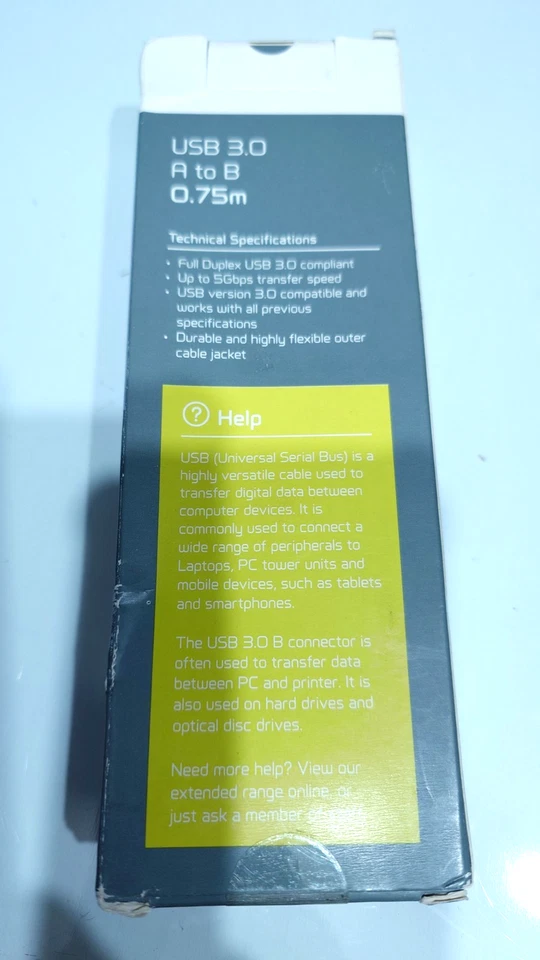 USB 3.0
A to B
0.75m
Technical Specifications
• Full Duplex USB 3.0 compliant
• Up to 5Gbps transfer speed
• USB version 3.0 compatible and
works with all previous
specifications
• Durable and highly flexible outer
cable jacket
? Help
USB (Universal Serial Bus) is a
highly versatile cable used to
transfer digital data between
computer devices. It is
commonly used to connect a
wide range of peripherals to
Laptops, PC tower units and
mobile devices, such as tablets
and smartphones.
The USB 3.0 B connector is
often used to transfer data
between PC and printer. It is
also used on hard drives and
optical disc drives.
Need more help? View our
extended range online, or
just ask a member of